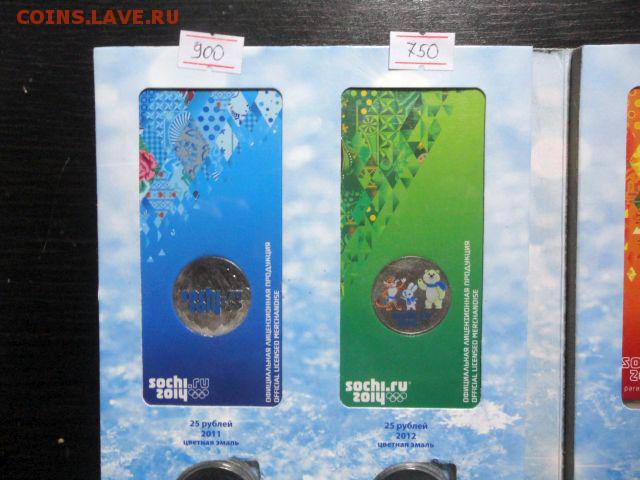 COINS.LAVE.RU
900
750
ОФИЦИАЛЬНАЯ ЛИЦЕНЗИОННАЯ ПРОДУКЦИЯ
OFFICIAL LICENSED MERCHANDISE
sochi.ru
2014
25 рублей
2011
цветная эмаль
ОФИЦИАЛЬНАЯ ЛИЦЕНЗИОННАЯ ПРОДУКЦИЯ
OFFICIAL LICENSED MERCHANDISE
sochi.ru
2014
25 рублей
2012
цветная эмаль